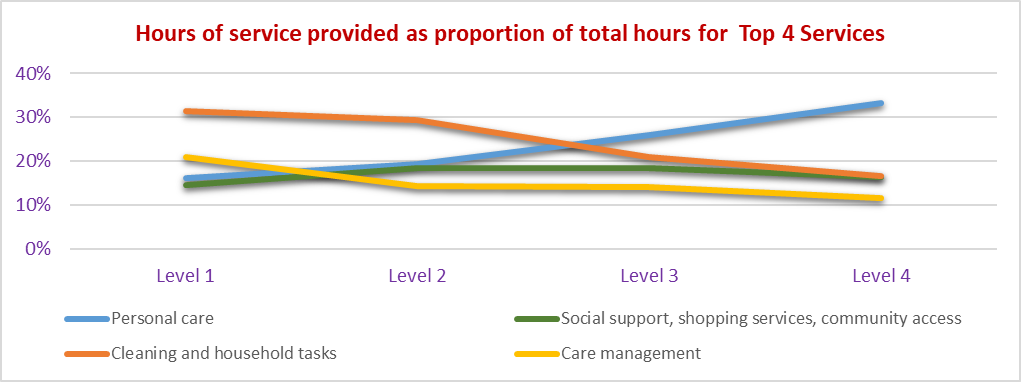 Hours of service provided as proportion of total hours for Top 4 Services
40%
30%
20%
10%
0%
Level 1
Level 2
Level 3
Level 4
Personal care
Social support, shopping services, community access
Cleaning and household tasks
Care management